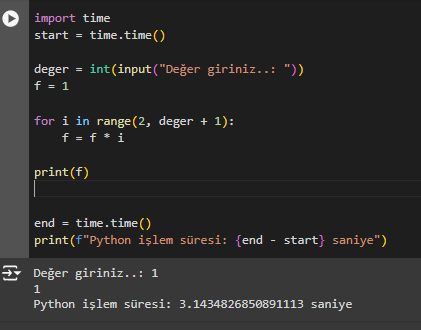 import time
start = time.time()
deger = int(input("Değer giriniz..: "))
f = 1
for i in range(2, deger + 1):
    f = f * i
print(f)
end = time.time()
print(f"Python işlem süresi: {end - start} saniye")
Değer giriniz..: 1
1
Python işlem süresi: 3.1434826850891113 saniye